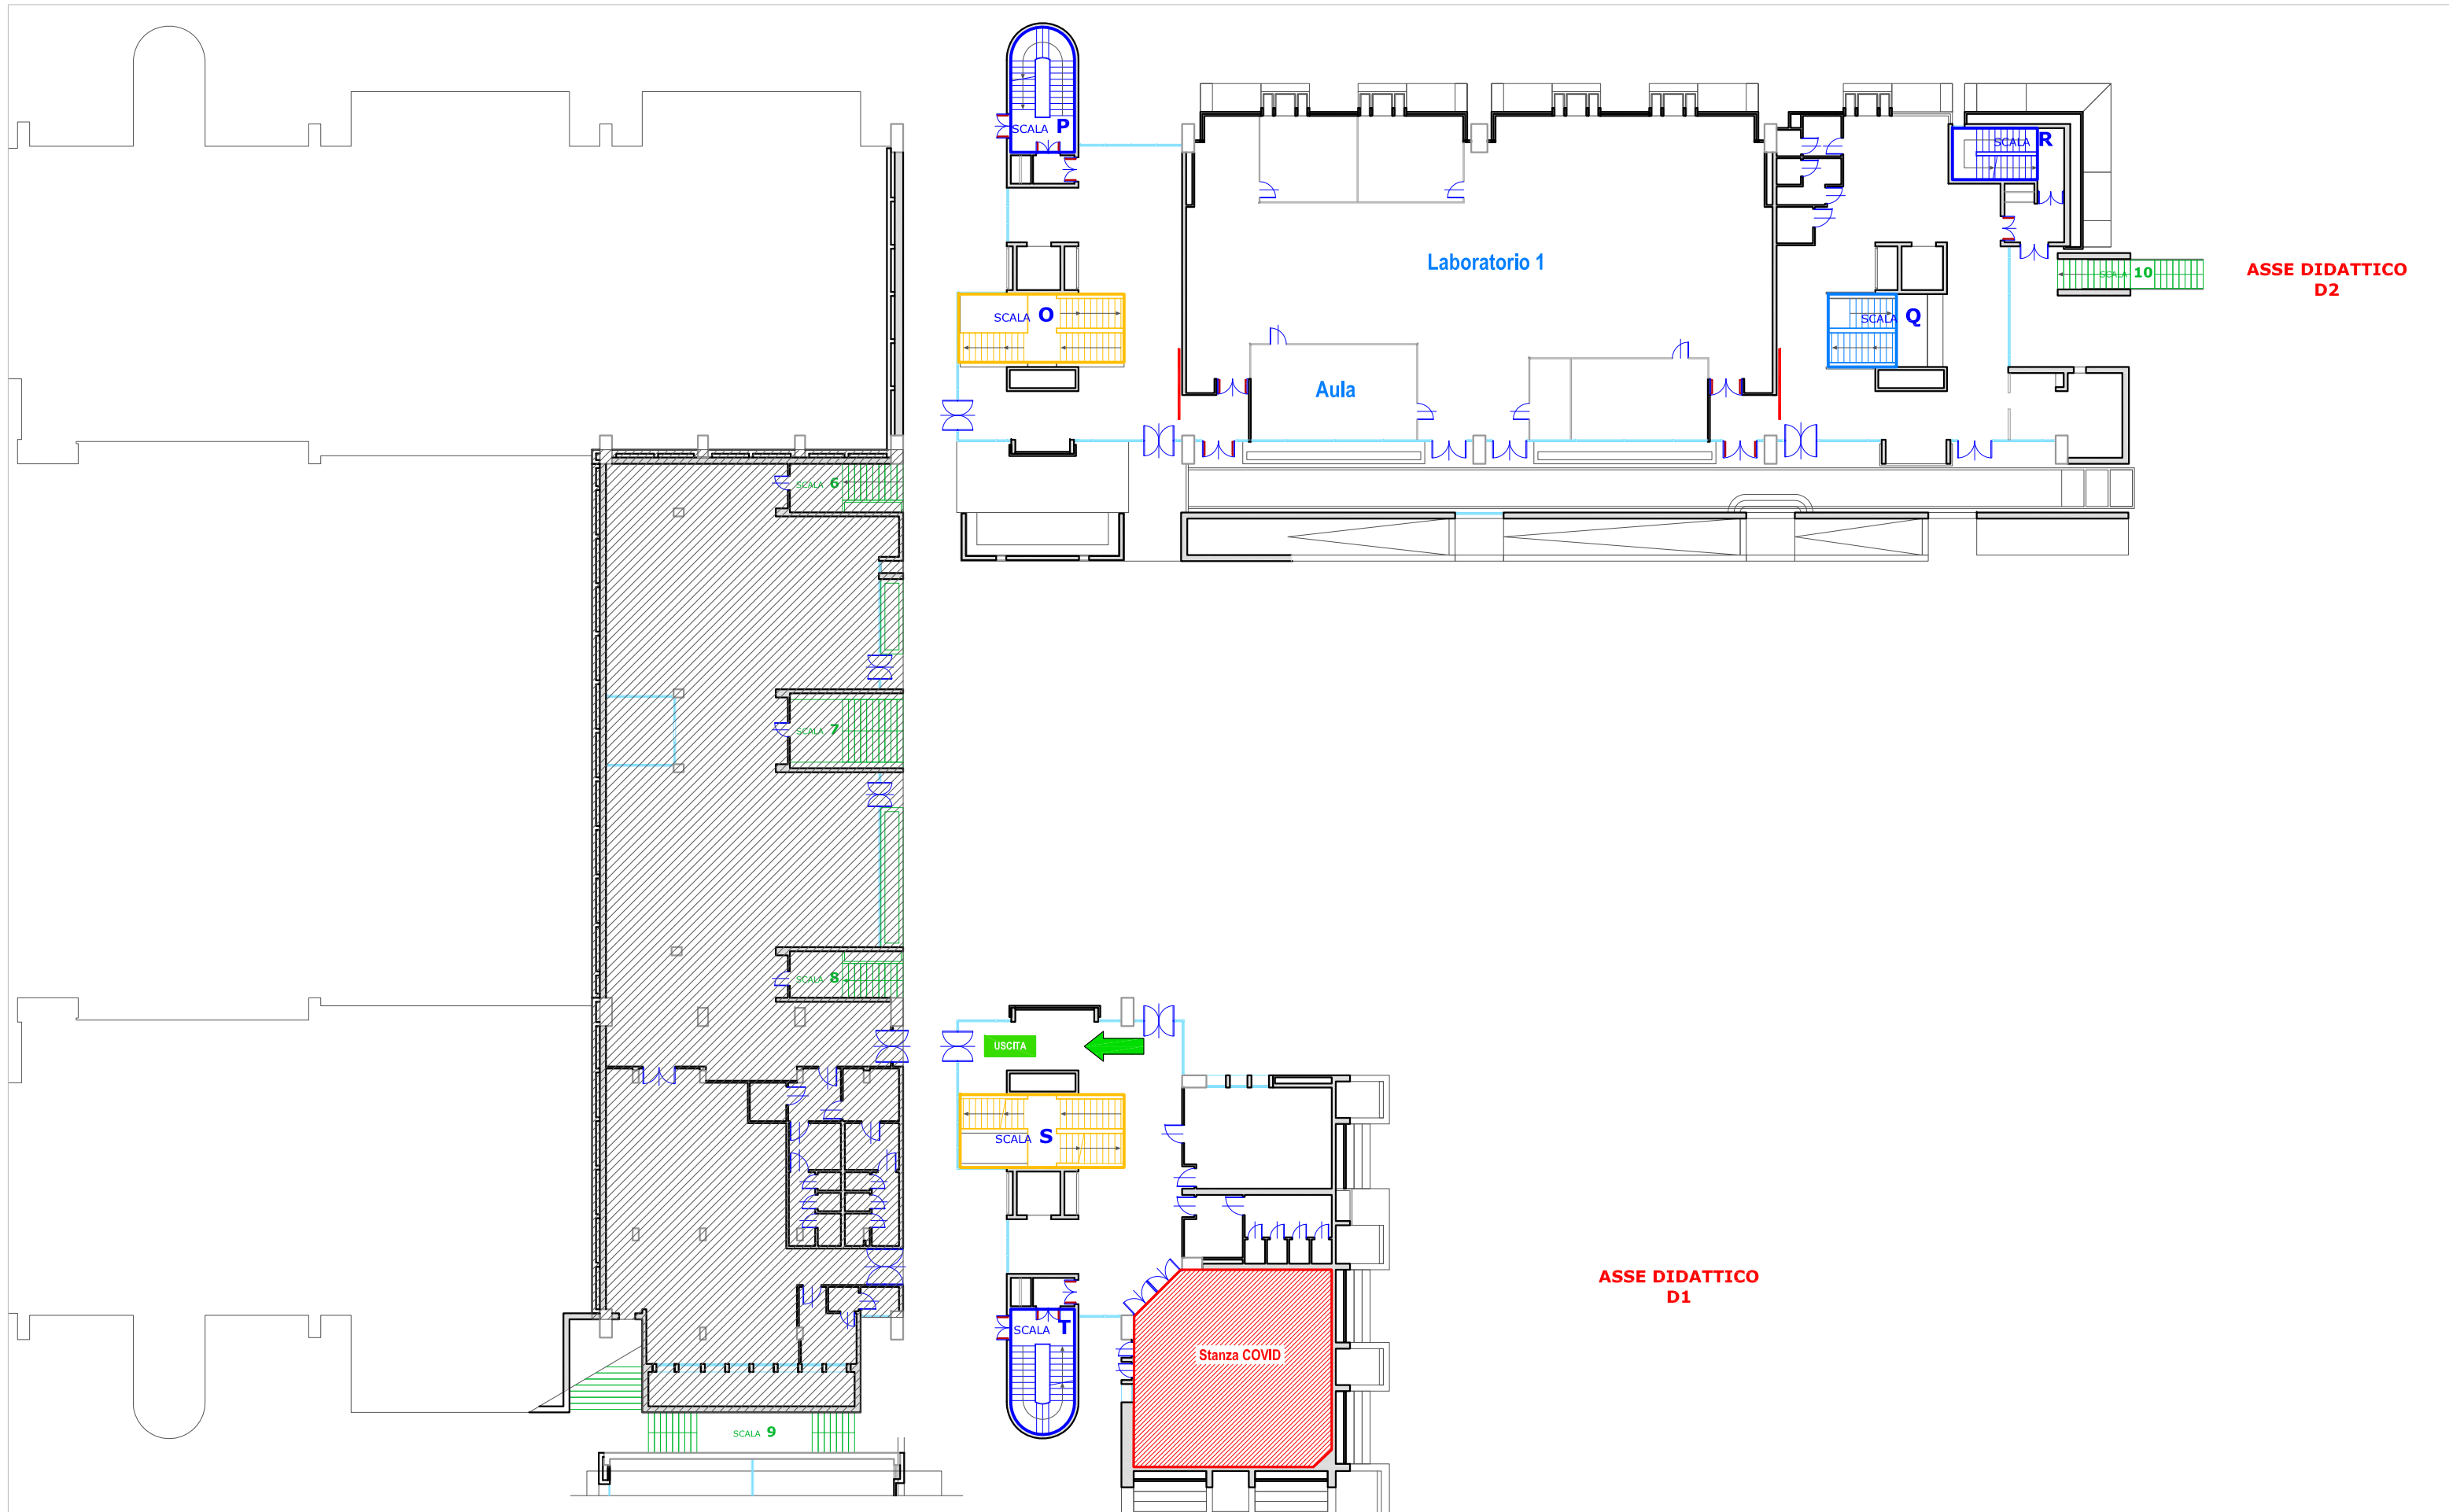 SCALA P
SCALA R
Laboratorio 1
SCALA 10
ASSE DIDATTICO
D2
SCALA O
SCALA Q
Aula
SCALA 6
SCALA 7
SCALA 8
USCITA
SCALA S
ASSE DIDATTICO
D1
SCALA T
Stanza COVID
SCALA 9